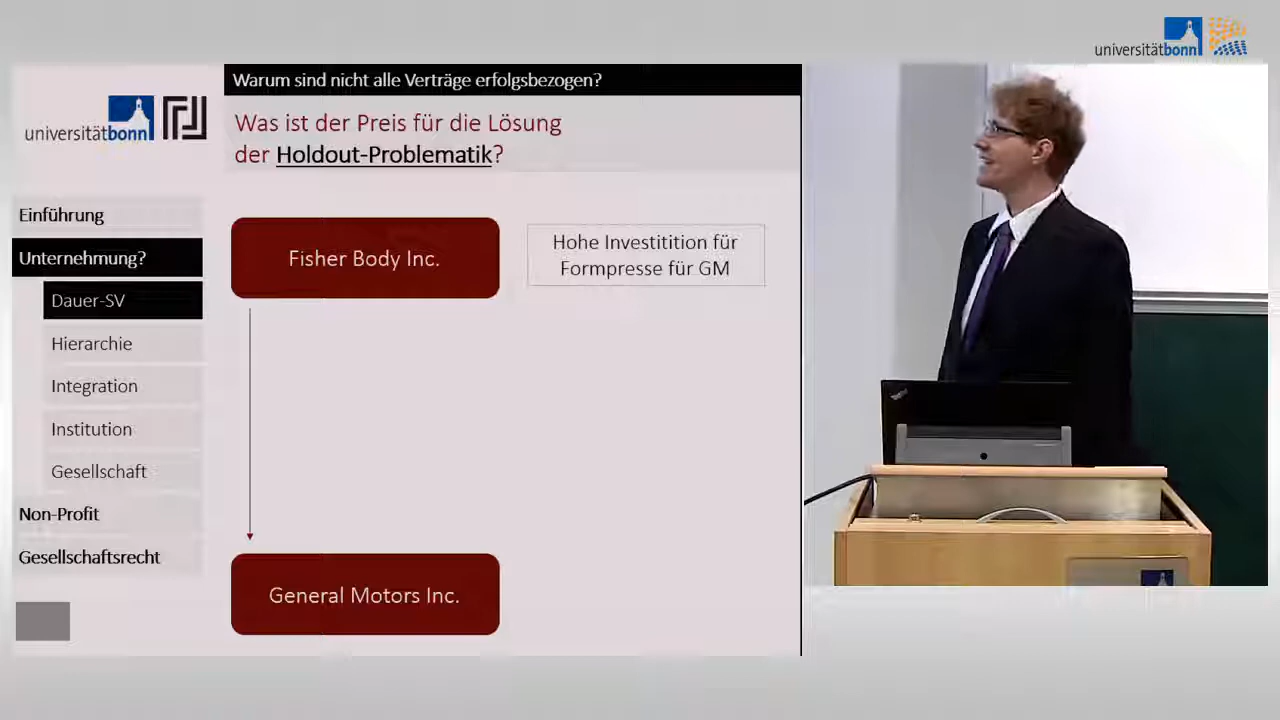 universitätbonn
Warum sind nicht alle Verträge erfolgsbezogen?
universitätbonn
Was ist der Preis für die Lösung
der Holdout-Problematik?
Einführung
Unternehmung?
Dauer-SV
Hierarchie
Integration
Institution
Gesellschaft
Non-Profit
Gesellschaftsrecht
Fisher Body Inc.
Hohe Investitition für
Formpresse für GM
General Motors Inc.